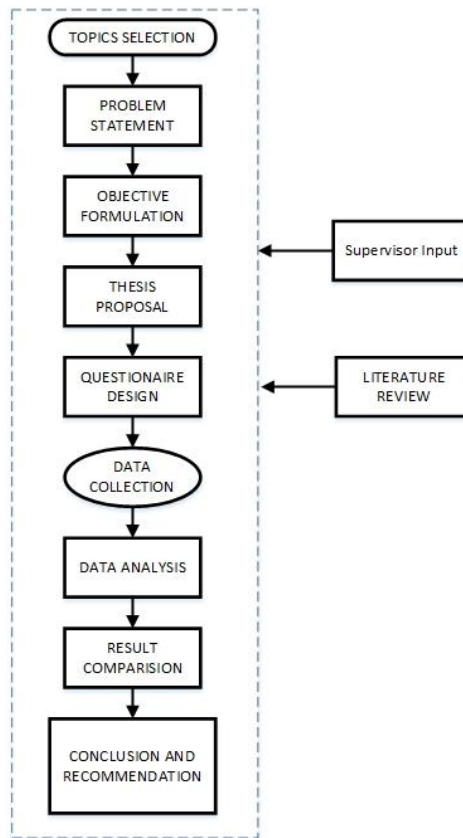 TOPICS SELECTION
PROBLEM
STATEMENT
OBJECTIVE
FORMULATION
Supervisor Input
THESIS
PROPOSAL
QUESTIONAIRE
DESIGN
LITERATURE
REVIEW
DATA
COLLECTION
DATA ANALYSIS
RESULT
COMPARISION
CONCLUSION AND
RECOMMENDATION